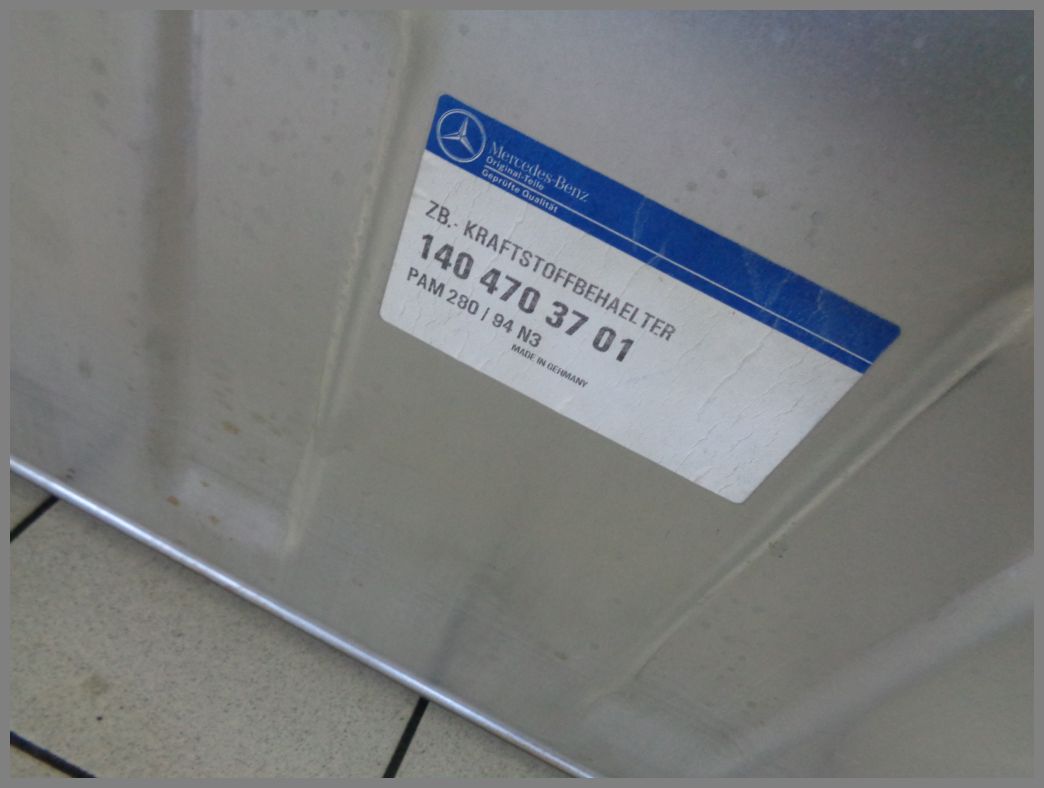 Mercedes-Benz
Original-Teile
Geprüfte Qualität
ZB.- KRAFTSTOFFBEHAELTER
140 470 37 01
PAM 280 / 94 N3
MADE IN GERMANY